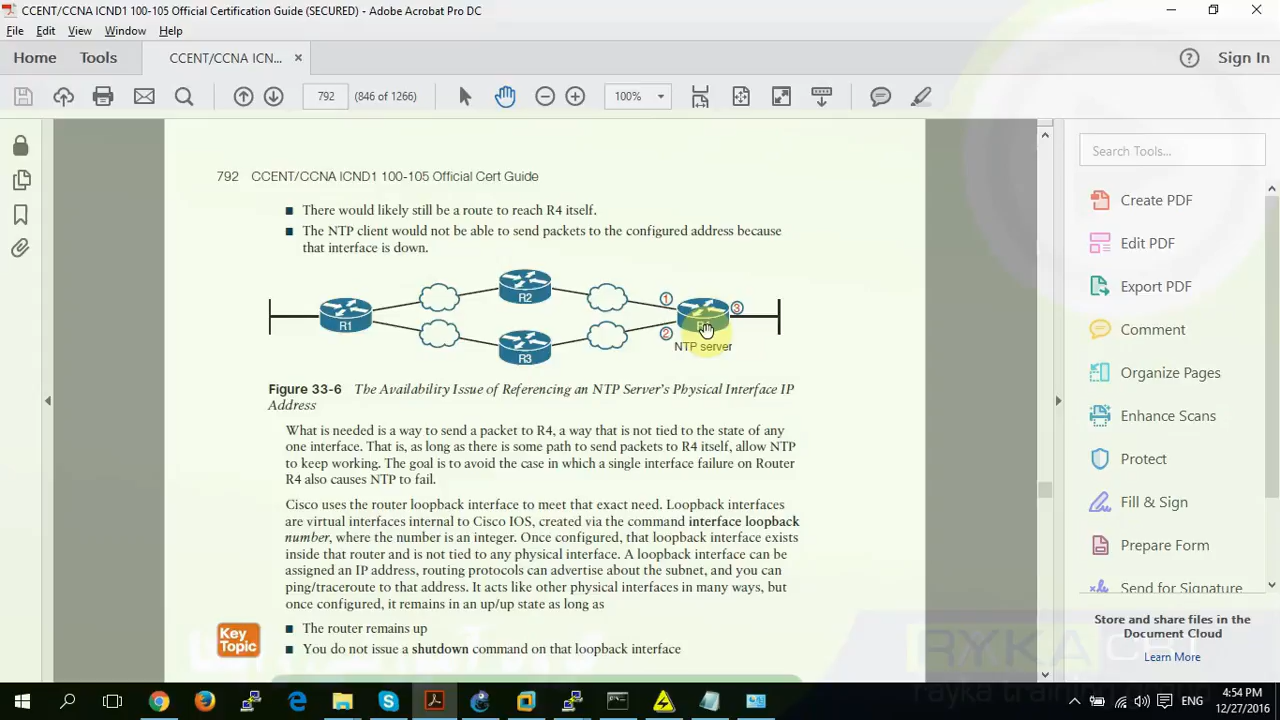 CCENT/CCNA ICND1 100-105 Official Certification Guide (SECURED) - Adobe Acrobat Pro DC
File Edit View Window Help
Home Tools CCENT/CCNA ICN... × Sign In
792 (846 of 1266) 100%
Search Tools...
792 CCENT/CCNA ICND1 100-105 Official Cert Guide
■ There would likely still be a route to reach R4 itself.
■ The NTP client would not be able to send packets to the configured address because
that interface is down.
R1
R2
R3
1
2
3
NTP server
Figure 33-6 The Availability Issue of Referencing an NTP Server's Physical Interface IP
Address
What is needed is a way to send a packet to R4, a way that is not tied to the state of any
one interface. That is, as long as there is some path to send packets to R4 itself, allow NTP
to keep working. The goal is to avoid the case in which a single interface failure on Router
R4 also causes NTP to fail.
Cisco uses the router loopback interface to meet that exact need. Loopback interfaces
are virtual interfaces internal to Cisco IOS, created via the command interface loopback
number, where the number is an integer. Once configured, that loopback interface exists
inside that router and is not tied to any physical interface. A loopback interface can be
assigned an IP address, routing protocols can advertise about the subnet, and you can
ping/traceroute to that address. It acts like other physical interfaces in many ways, but
once configured, it remains in an up/up state as long as
Key
Topic
■ The router remains up
■ You do not issue a shutdown command on that loopback interface
Create PDF
Edit PDF
Export PDF
Comment
Organize Pages
Enhance Scans
Protect
Fill & Sign
Prepare Form
Send for Signature
Store and share files in the
Document Cloud
Learn More
ENG
4:54 PM
12/27/2016